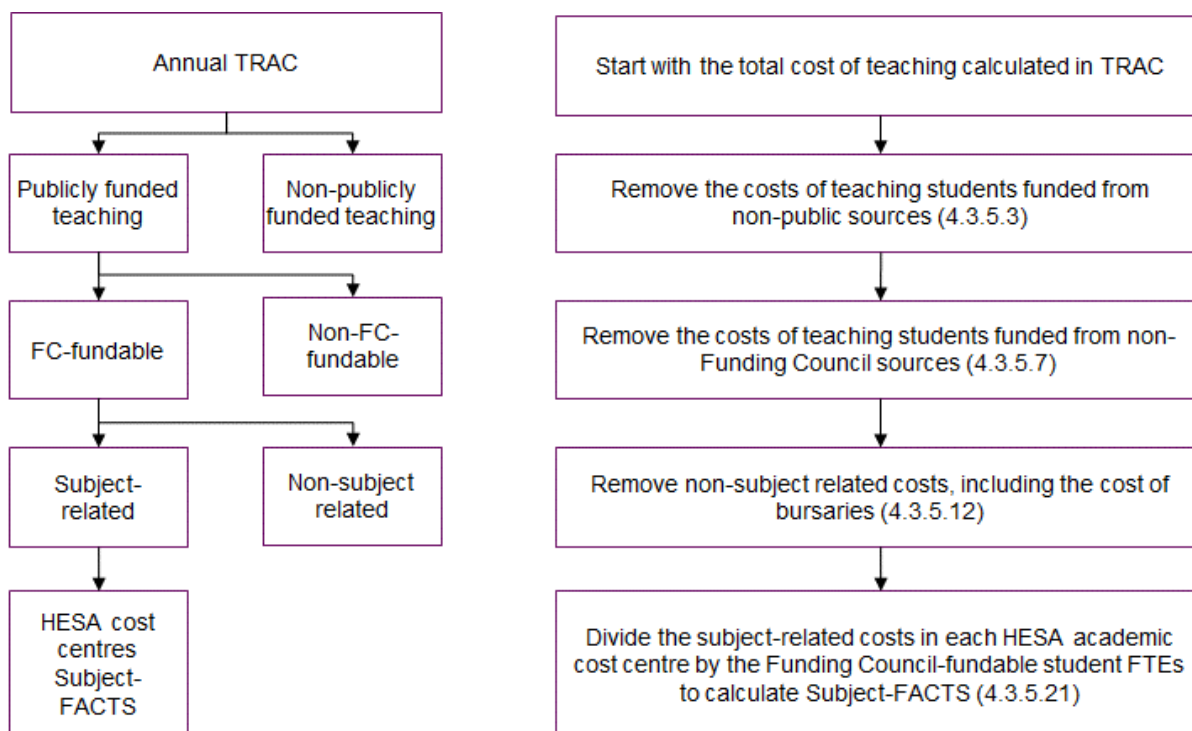 Annual TRAC
Start with the total cost of teaching calculated in TRAC
Publicly funded
teaching
Non-publicly
funded teaching
Remove the costs of teaching students funded from
non-public sources (4.3.5.3)
FC-fundable
Non-FC-
fundable
Remove the costs of teaching students funded from non-
Funding Council sources (4.3.5.7)
Subject-
related
Non-subject
related
Remove non-subject related costs, including the cost of
bursaries (4.3.5.12)
HESA cost
centres
Subject-
FACTS
Divide the subject-related costs in each HESA academic
cost centre by the Funding Council-fundable student FTEs
to calculate Subject-FACTS (4.3.5.21)